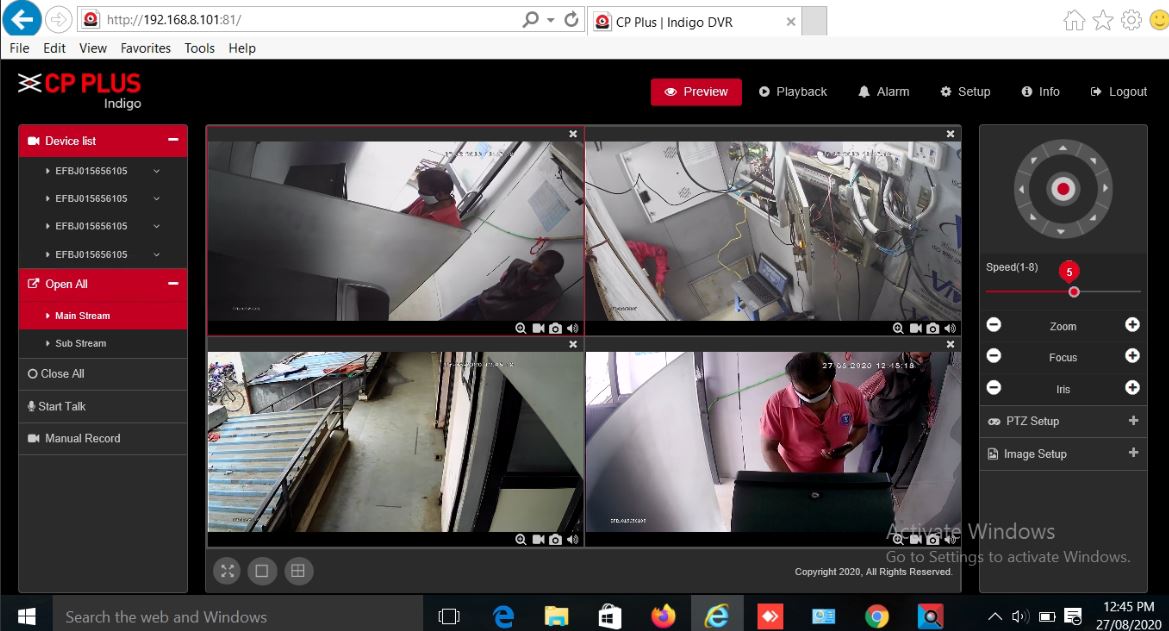 http://192.168.8.101:81/
CP Plus | Indigo DVR
File Edit View Favorites Tools Help
CP PLUS
Indigo
Preview Playback Alarm Setup Info Logout
Device list
EFBJ015656105
EFBJ015656105
EFBJ015656105
EFBJ015656105
Open All
Main Stream
Sub Stream
Close All
Start Talk
Manual Record
27-08-2020 12:45:18
Speed(1-8)
5
Zoom
Focus
Iris
PTZ Setup
Image Setup
Activate Windows
Go to Settings to activate Windows.
Copyright 2020, All Rights Reserved.
Search the web and Windows
12:45 PM
27/08/2020